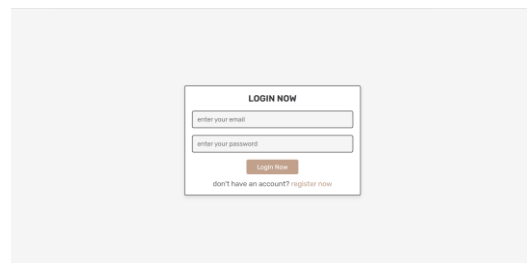 LOGIN NOW
enter your email
enter your password
Login Now
don't have an account? register now